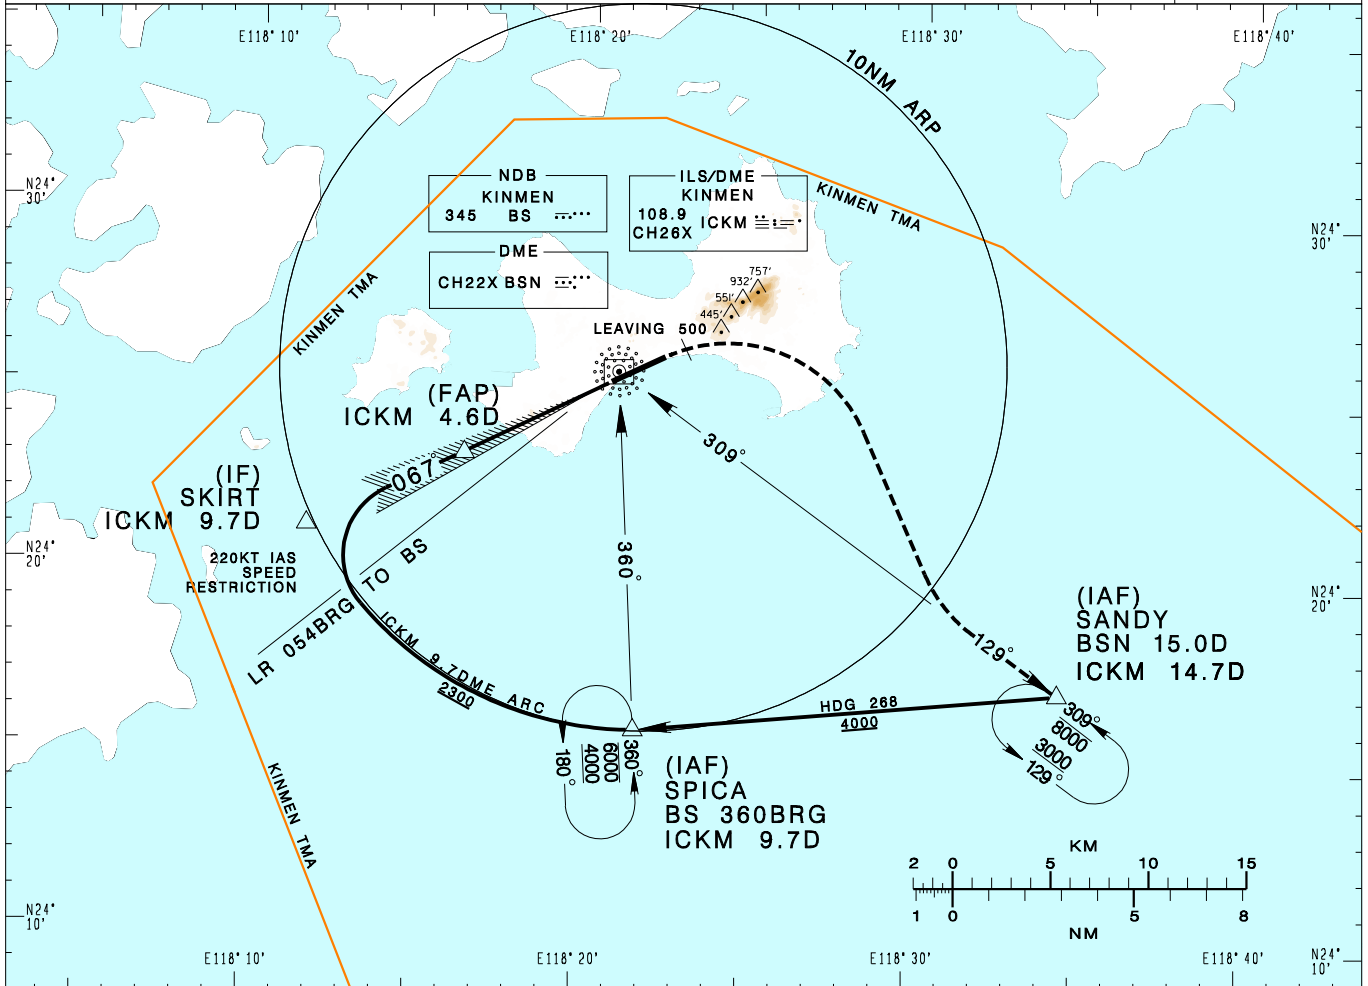 E118° 10'
E118° 20'
E118° 30'
E118° 40'
10NM ARP
N24°
30'
N24°
30'
KINMEN TMA
NDB
KINMEN
345 BS
ILS/DME
KINMEN
108.9
CH26X
ICKM
DME
CH22X BSN
KINMEN TMA
757'
932'
551'
445'
LEAVING 500
(FAP)
ICKM 4.6D
067°
309°
(IF)
SKIRT
ICKM 9.7D
220KT IAS
SPEED
RESTRICTION
N24°
20'
N24°
20'
LR 054BRG TO BS
360°
ICKM 9.7DME ARC
2300
129°
(IAF)
SANDY
BSN 15.0D
ICKM 14.7D
HDG 268
4000
309°
8000
3000
129°
180°
4000
6000
360°
(IAF)
SPICA
BS 360BRG
ICKM 9.7D
KINMEN TMA
KM
2 0 5 10 15
1 0 5 8
NM
N24°
10'
N24°
10'
E118° 10'
E118° 20'
E118° 30'
E118° 40'